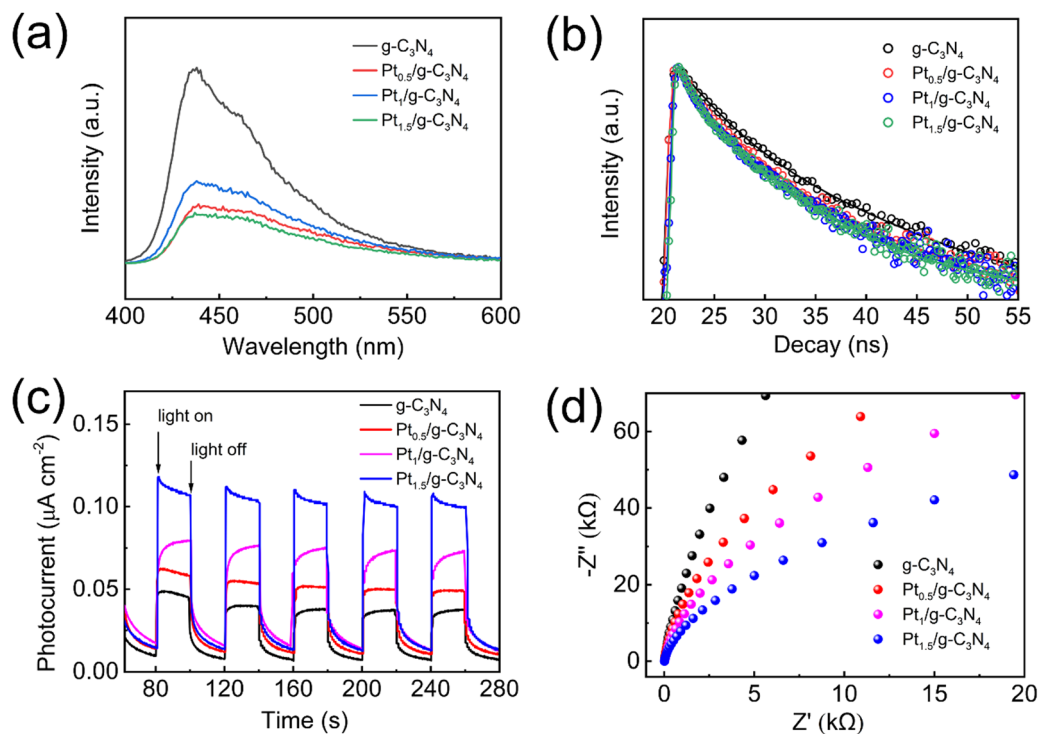 (a)
g-C₃N₄
Pt₀.₅/g-C₃N₄
Pt₁/g-C₃N₄
Pt₁.₅/g-C₃N₄
Intensity (a.u.)
400 450 500 550 600
Wavelength (nm)
(b)
g-C₃N₄
Pt₀.₅/g-C₃N₄
Pt₁/g-C₃N₄
Pt₁.₅/g-C₃N₄
Intensity (a.u.)
20 25 30 35 40 45 50 55
Decay (ns)
(c)
light on
light off
g-C₃N₄
Pt₀.₅/g-C₃N₄
Pt₁/g-C₃N₄
Pt₁.₅/g-C₃N₄
Photocurrent (μA cm⁻²)
0.15
0.10
0.05
0.00
80 120 160 200 240 280
Time (s)
(d)
-Z" (kΩ)
60
40
20
0
g-C₃N₄
Pt₀.₅/g-C₃N₄
Pt₁/g-C₃N₄
Pt₁.₅/g-C₃N₄
0 5 10 15 20
Z' (kΩ)